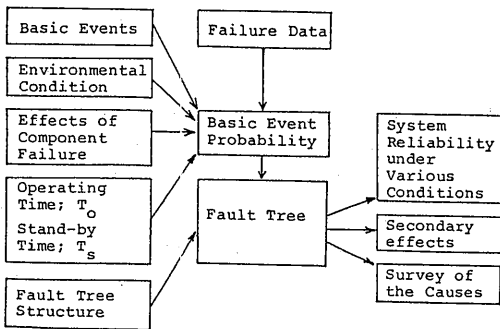 Basic Events
Failure Data
Environmental
Condition
Effects of
Component
Failure
Basic Event
Probability
Operating
Time; To
Stand-by
Time; Ts
Fault Tree
Fault Tree
Structure
System
Reliability
under
Various
Conditions
Secondary
effects
Survey of
the Causes